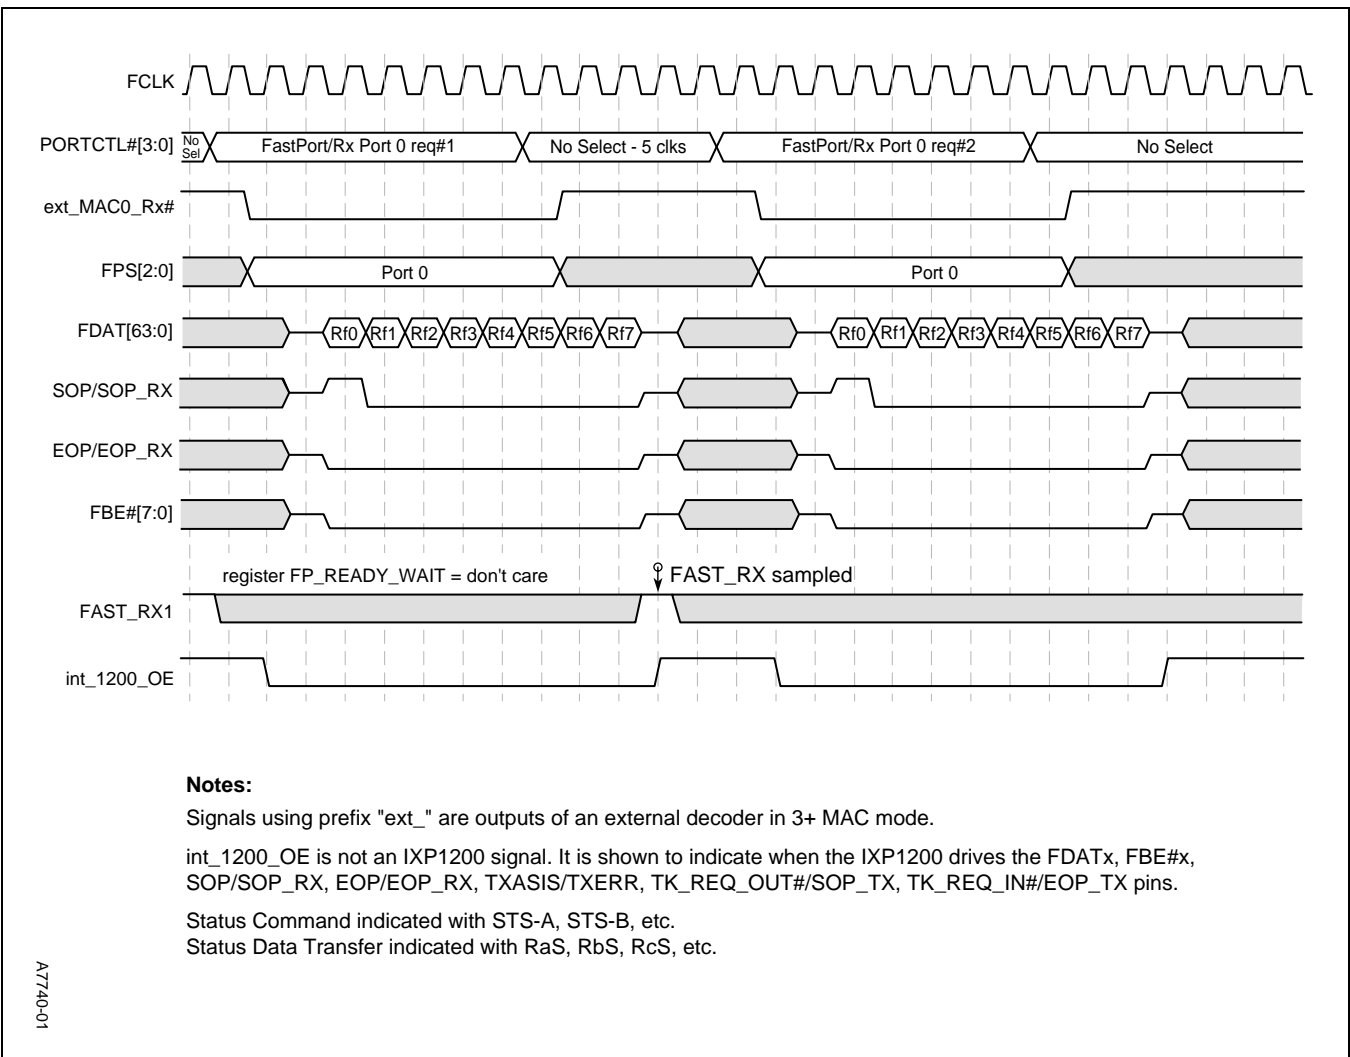 FCLK
PORTCTL#[3:0] No Sel FastPort/Rx Port 0 req#1 No Select - 5 clks FastPort/Rx Port 0 req#2 No Select
ext_MAC0_Rx#
FPS[2:0] Port 0 Port 0
FDAT[63:0] Rf0 Rf1 Rf2 Rf3 Rf4 Rf5 Rf6 Rf7 Rf0 Rf1 Rf2 Rf3 Rf4 Rf5 Rf6 Rf7
SOP/SOP_RX
EOP/EOP_RX
FBE#[7:0]
register FP_READY_WAIT = don't care FAST_RX sampled
FAST_RX1
int_1200_OE
Notes:
Signals using prefix "ext_" are outputs of an external decoder in 3+ MAC mode.
int_1200_OE is not an IXP1200 signal. It is shown to indicate when the IXP1200 drives the FDATx, FBE#x,
SOP/SOP_RX, EOP/EOP_RX, TXASIS/TXERR, TK_REQ_OUT#/SOP_TX, TK_REQ_IN#/EOP_TX pins.
Status Command indicated with STS-A, STS-B, etc.
Status Data Transfer indicated with RaS, RbS, RcS, etc.
A7740-01